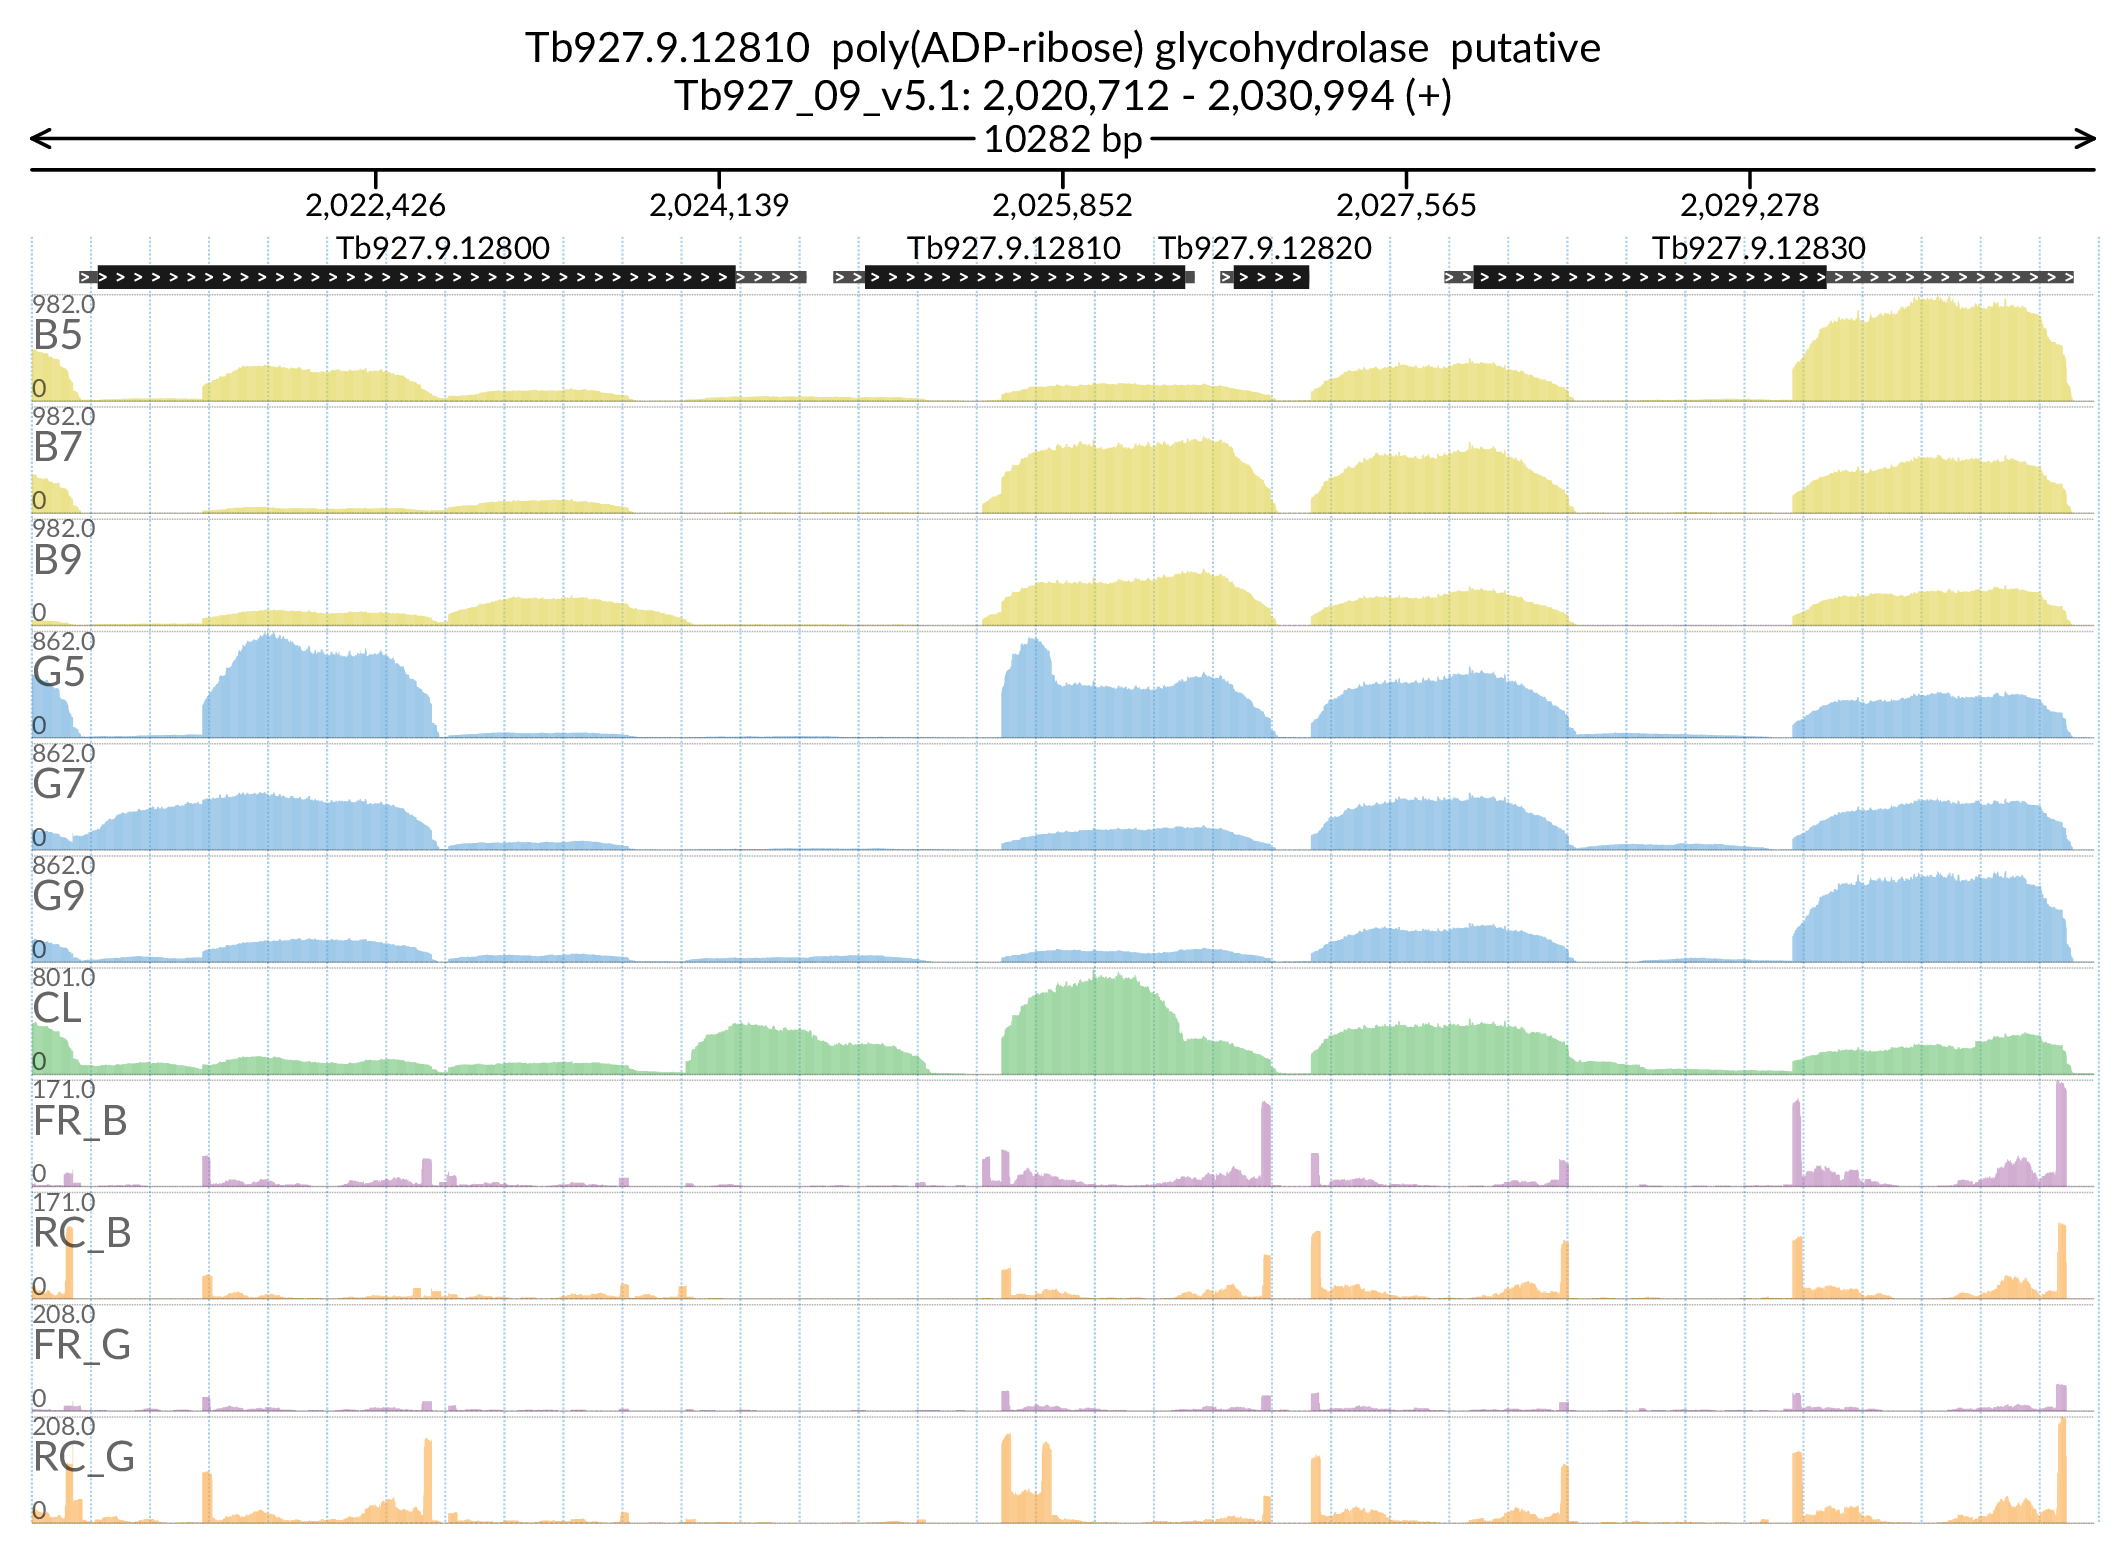 Tb927.9.12810  poly(ADP-ribose) glycohydrolase  putative
Tb927_09_v5.1: 2,020,712 - 2,030,994 (+)
10282 bp
2,022,426 2,024,139 2,025,852 2,027,565 2,029,278
Tb927.9.12800 Tb927.9.12810 Tb927.9.12820 Tb927.9.12830
982.0
B5
0
982.0
B7
0
982.0
B9
0
862.0
G5
0
862.0
G7
0
862.0
G9
0
801.0
CL
0
171.0
FR_B
0
171.0
RC_B
0
208.0
FR_G
0
208.0
RC_G
0